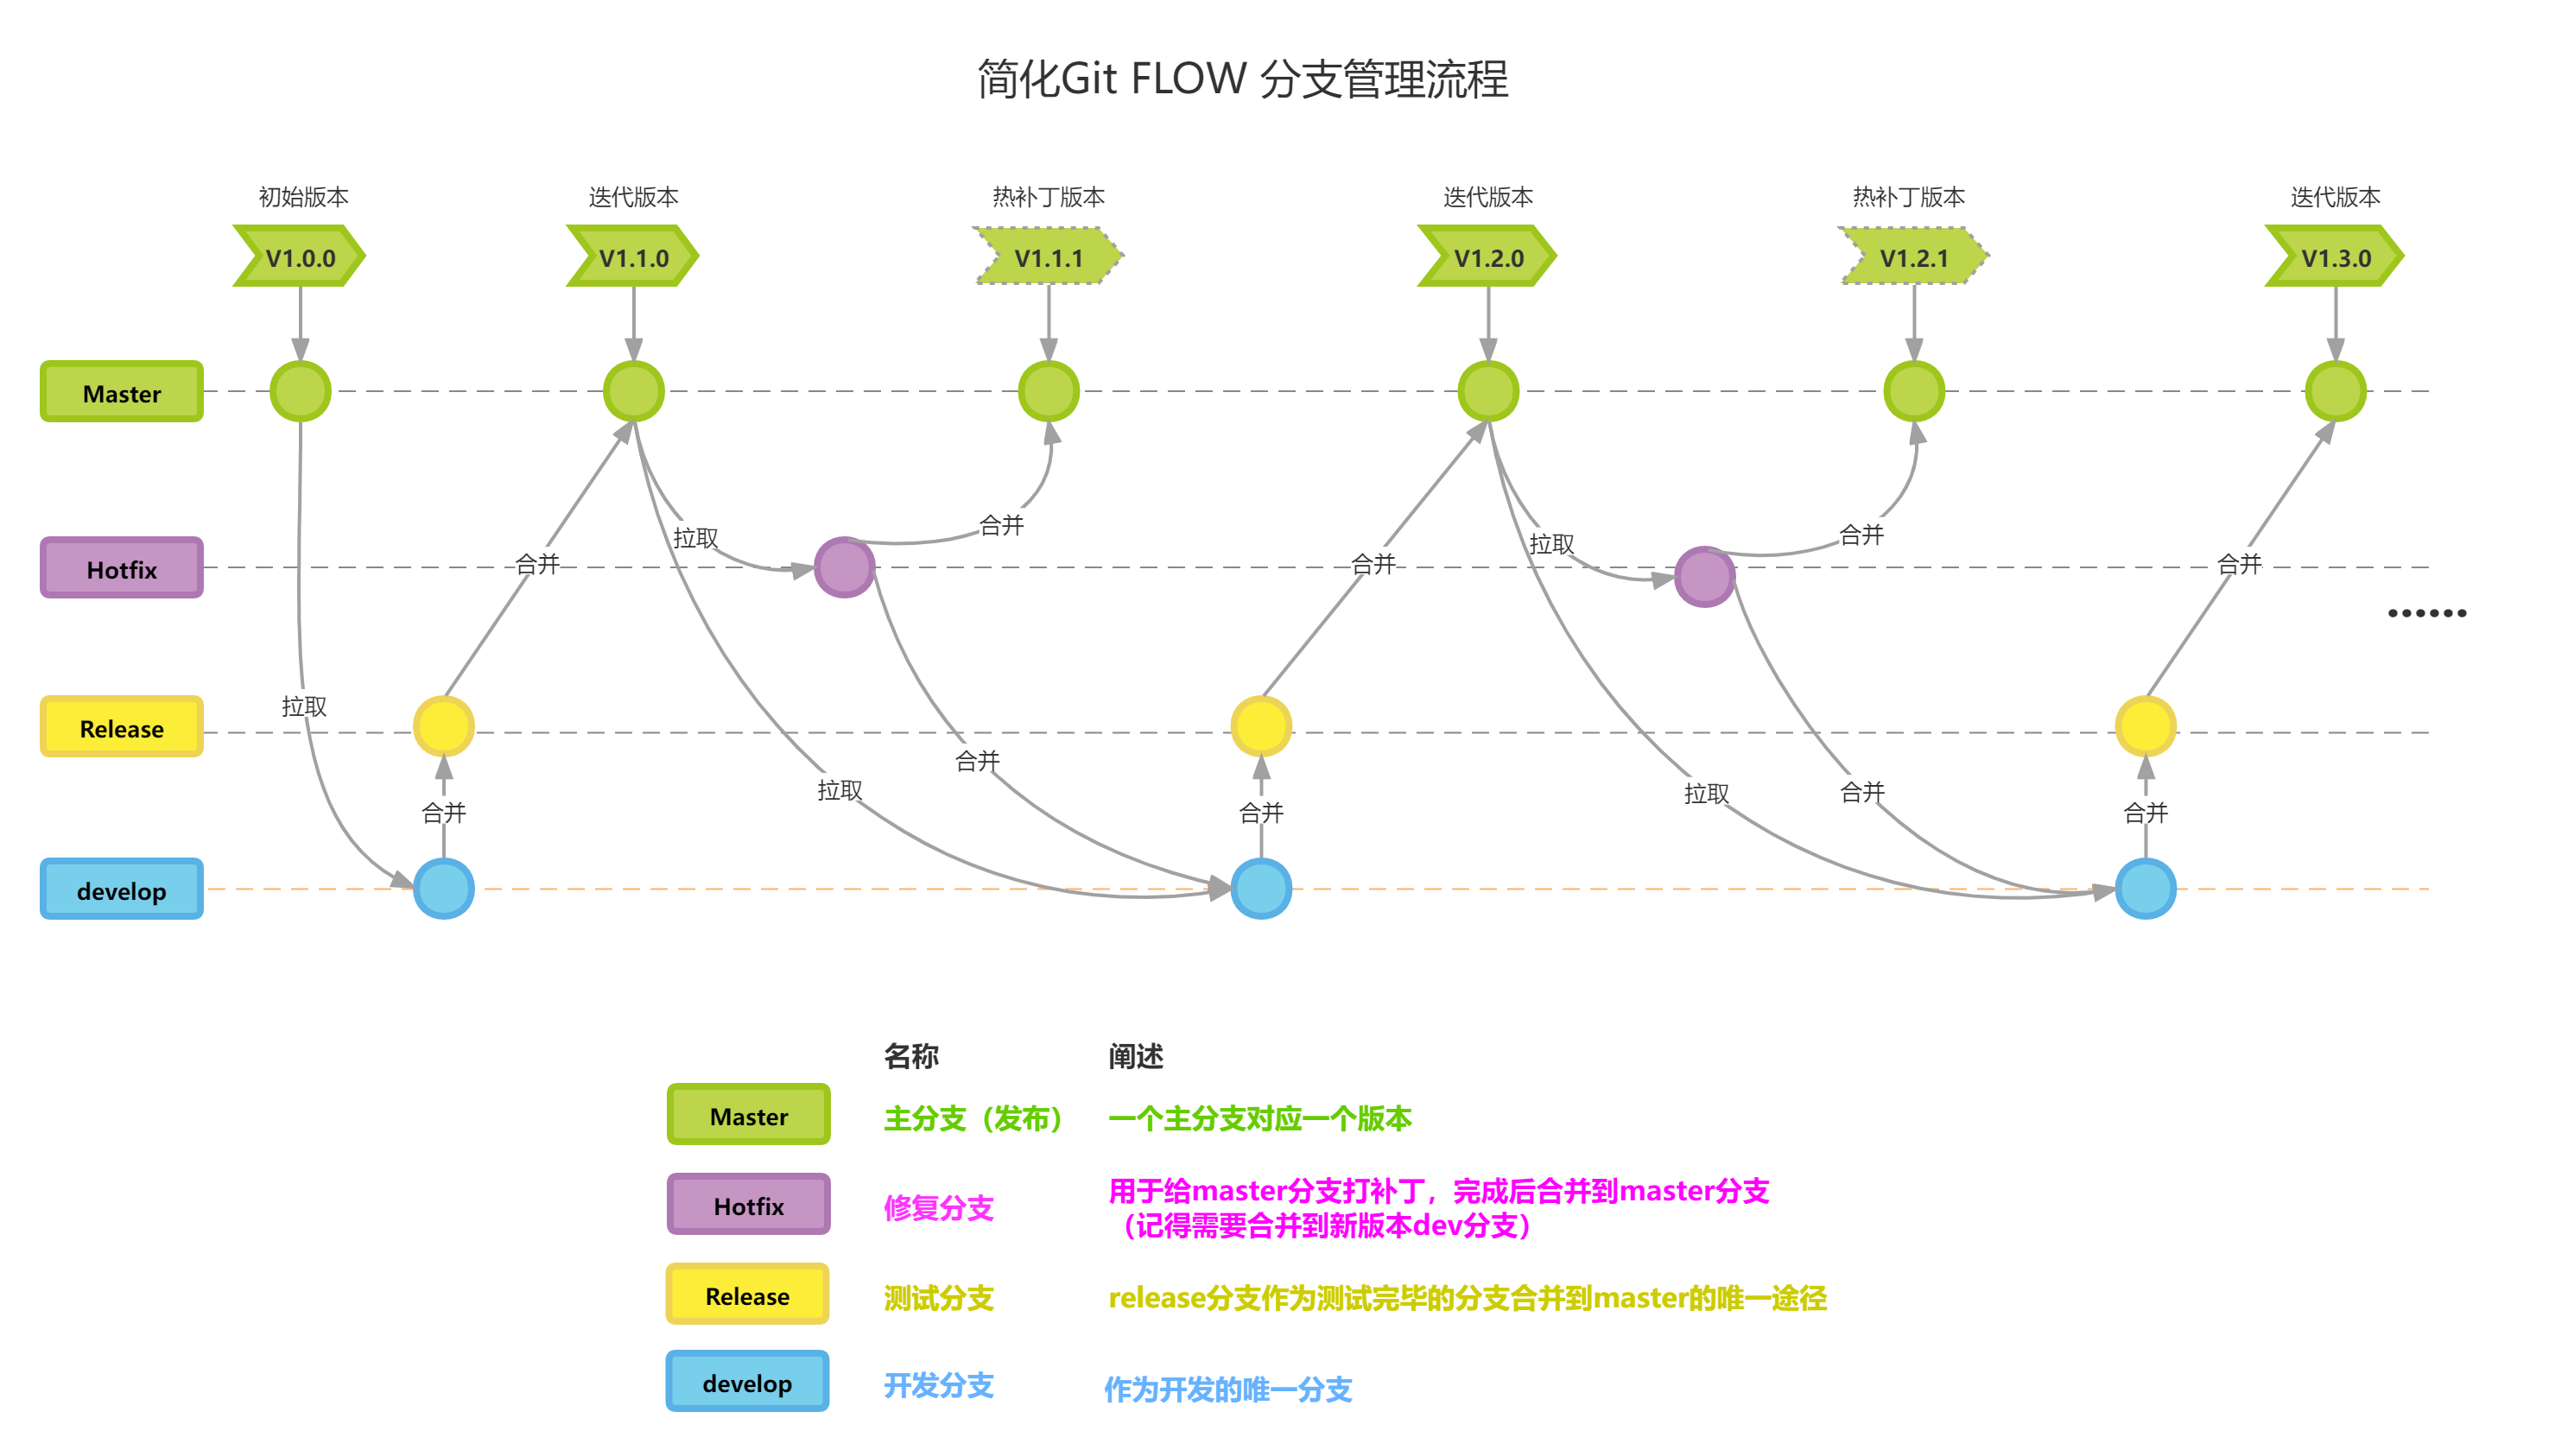 简化Git FLOW 分支管理流程
初始版本 迭代版本 热补丁版本 迭代版本 热补丁版本 迭代版本
V1.0.0 V1.1.0 V1.1.1 V1.2.0 V1.2.1 V1.3.0
Master
合并 合并
拉取 拉取
合并 合并 合并
Hotfix
......
拉取
Release
合并 合并
拉取 拉取
合并 合并 合并
develop
名称 阐述
Master 主分支（发布） 一个主分支对应一个版本
Hotfix 修复分支 用于给master分支打补丁，完成后合并到master分支
（记得需要合并到新版本dev分支）
Release 测试分支 release分支作为测试完毕的分支合并到master的唯一途径
develop 开发分支 作为开发的唯一分支